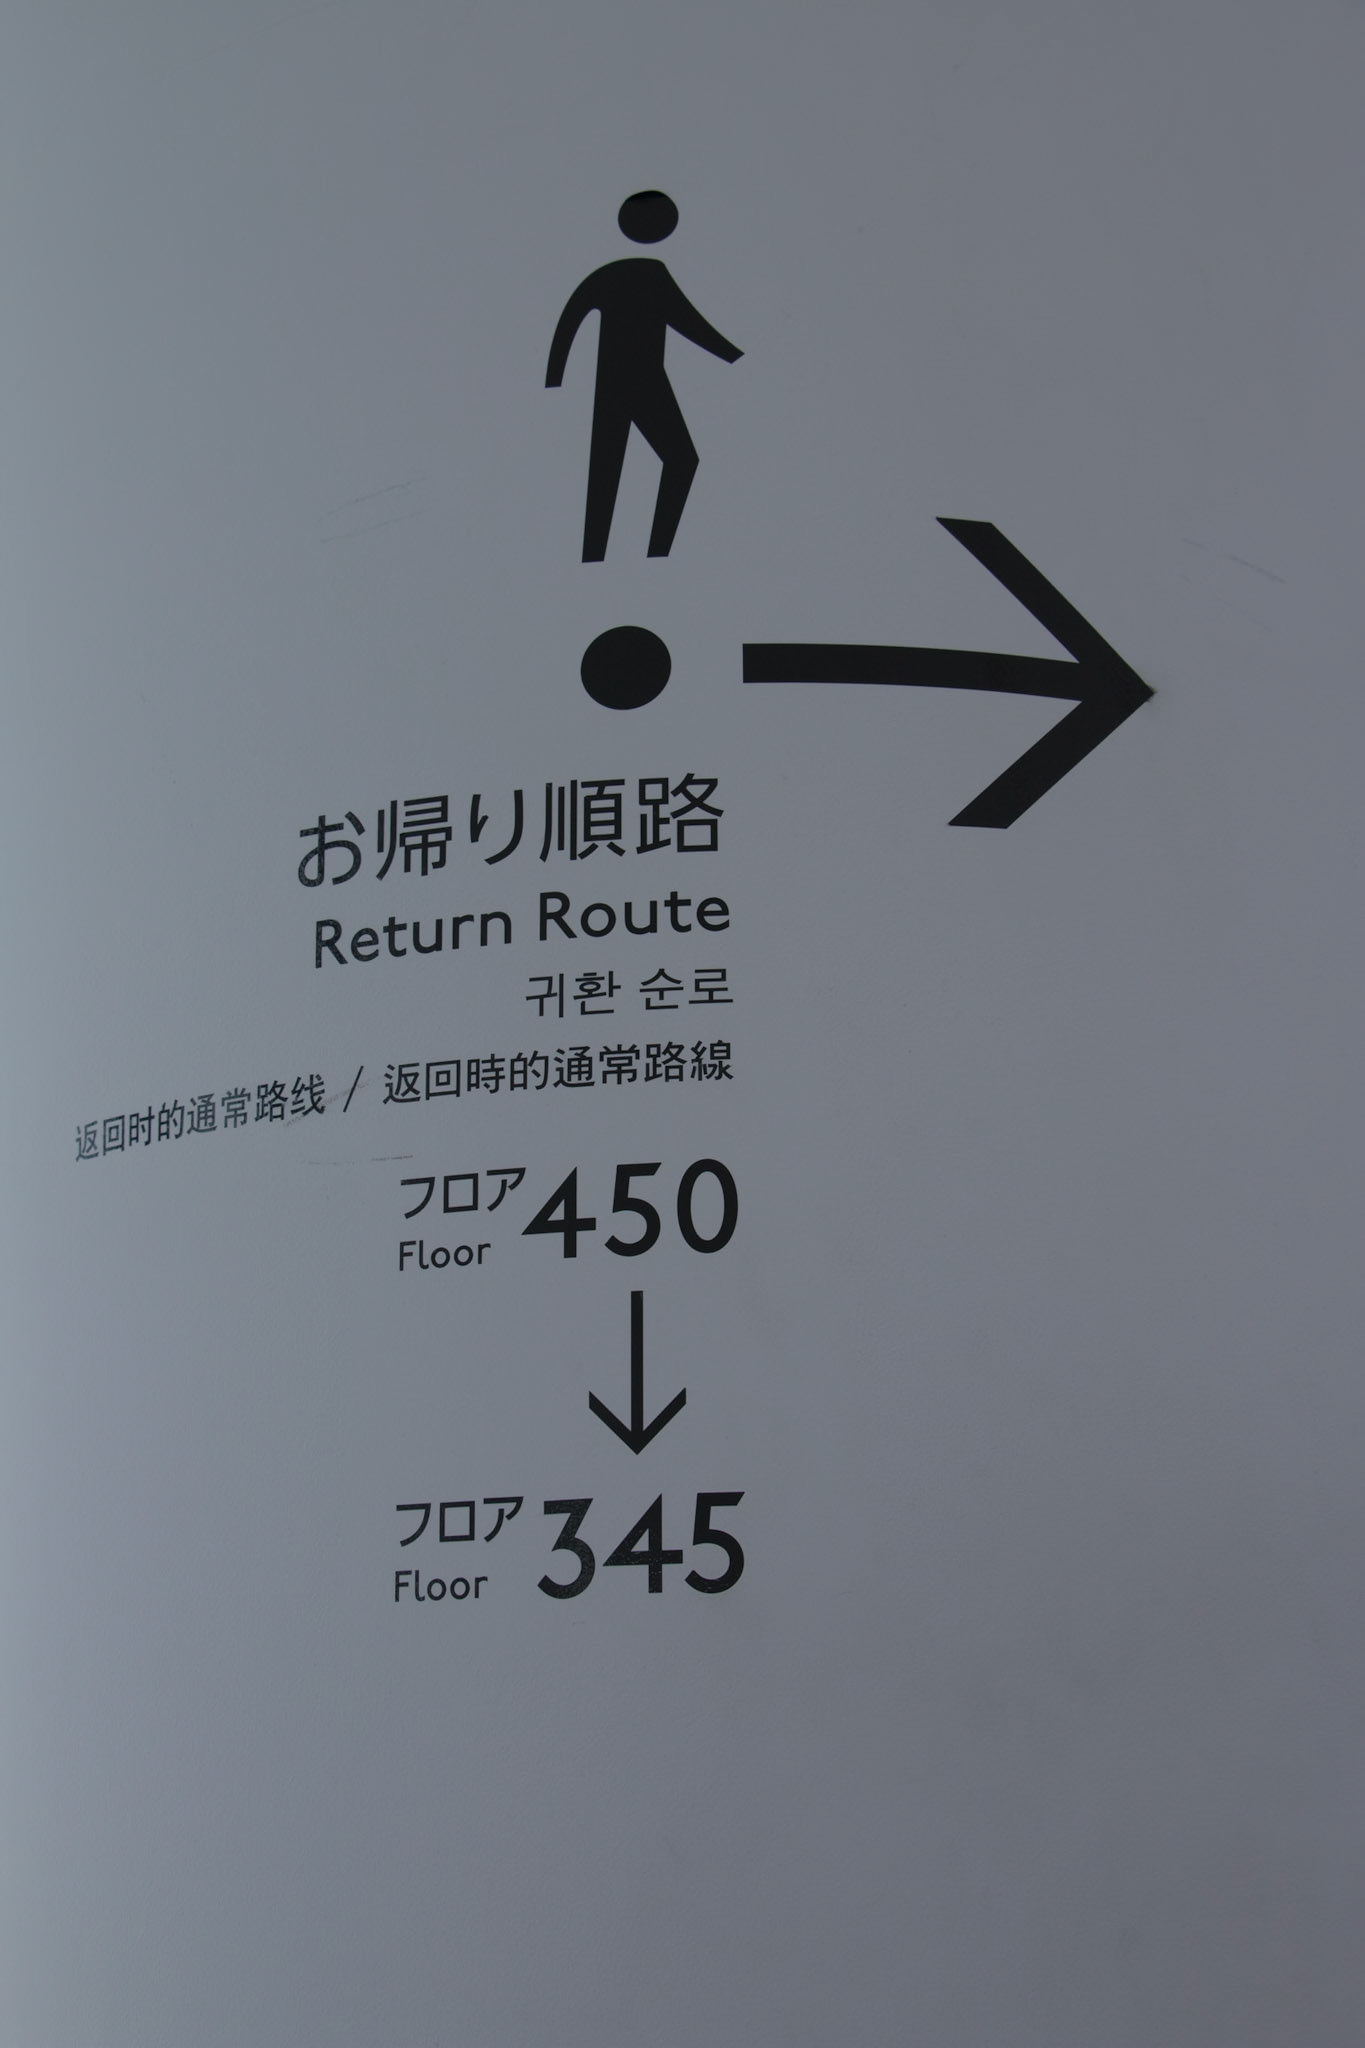 お帰り順路
Return Route
귀환 순로
返回时的通常路线 / 返回時的通常路線
フロア 450
Floor
フロア 345
Floor